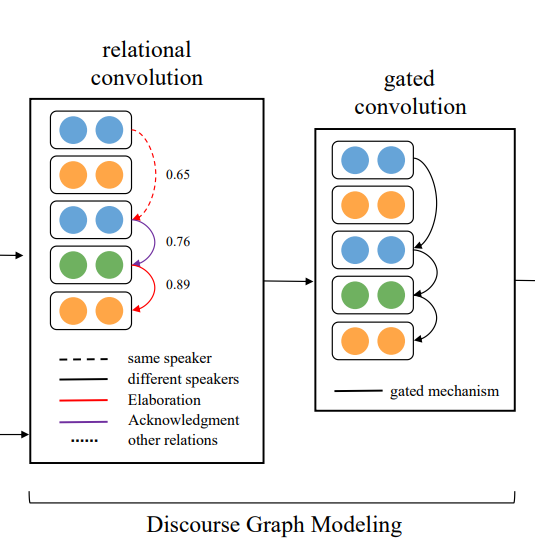 relational
convolution
0.65
0.76
0.89
same speaker
different speakers
Elaboration
Acknowledgment
other relations
gated
convolution
gated mechanism
Discourse Graph Modeling